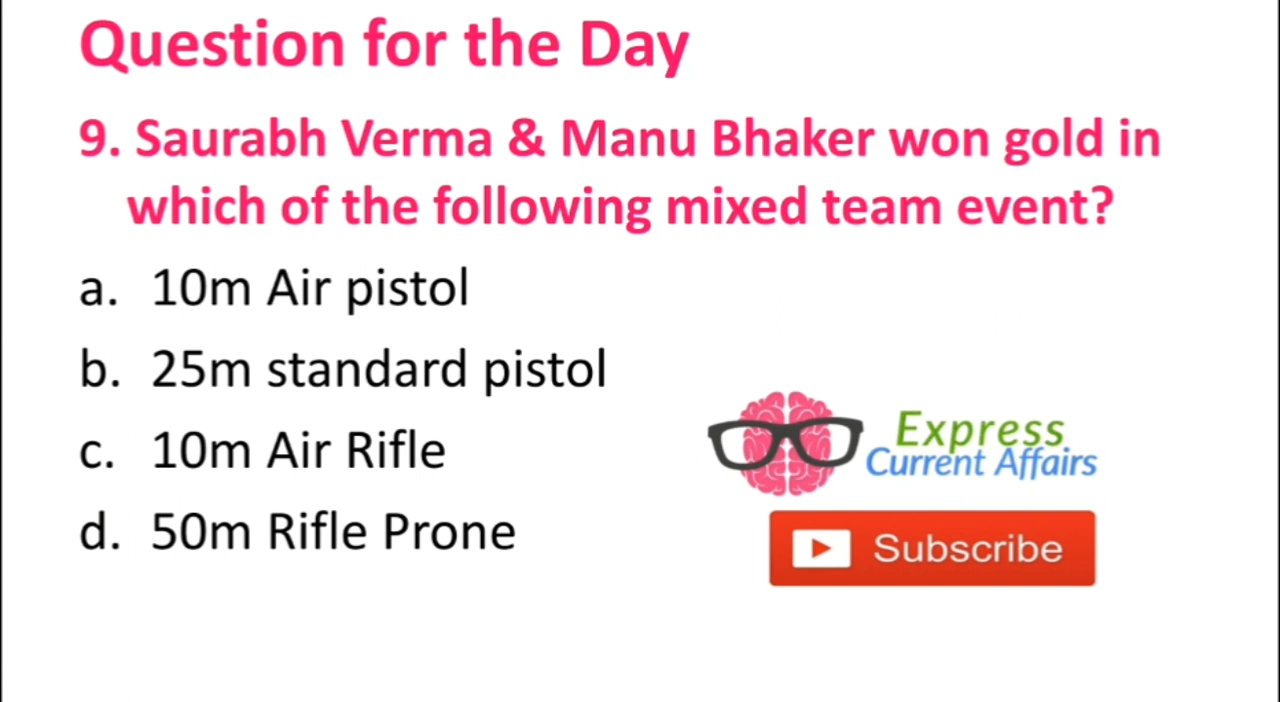 Question for the Day
9. Saurabh Verma & Manu Bhaker won gold in
which of the following mixed team event?
a. 10m Air pistol
b. 25m standard pistol
c. 10m Air Rifle
d. 50m Rifle Prone
Express
Current Affairs
Subscribe